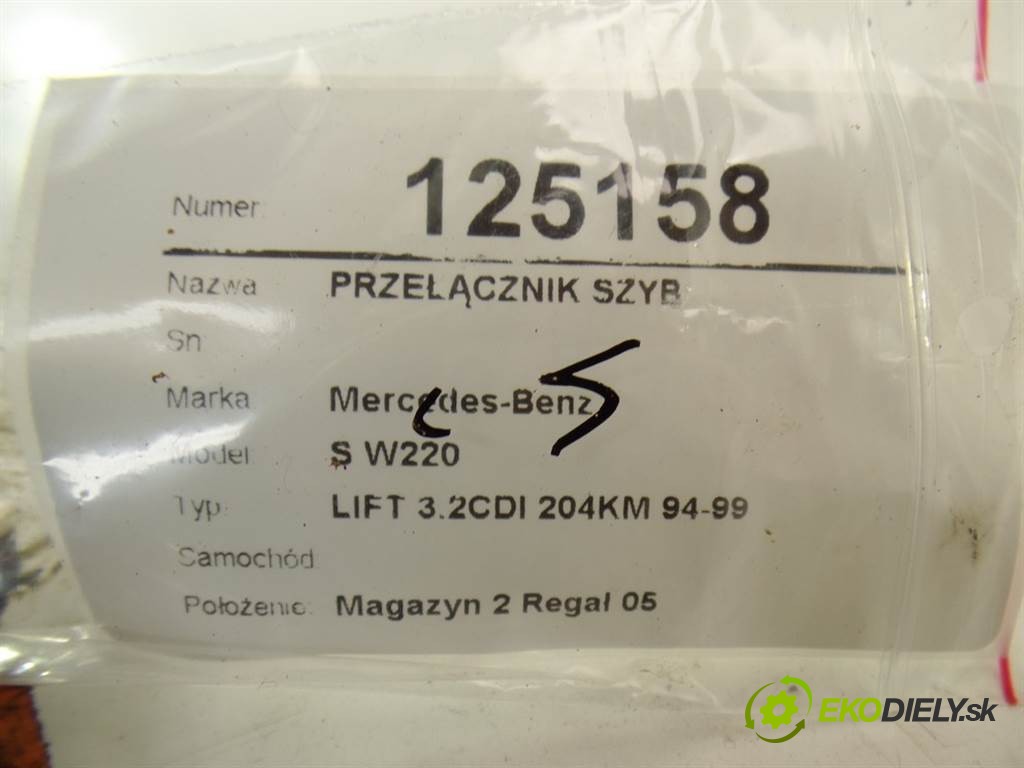 Numer: 125158
Nazwa PRZEŁĄCZNIK SZYB
Sn
Marka Mercedes-Benz
Model S W220
Typ LIFT 3.2CDI 204KM 94-99
Samochód
Położenie: Magazyn 2 Regał 05
EKODIELY.sk